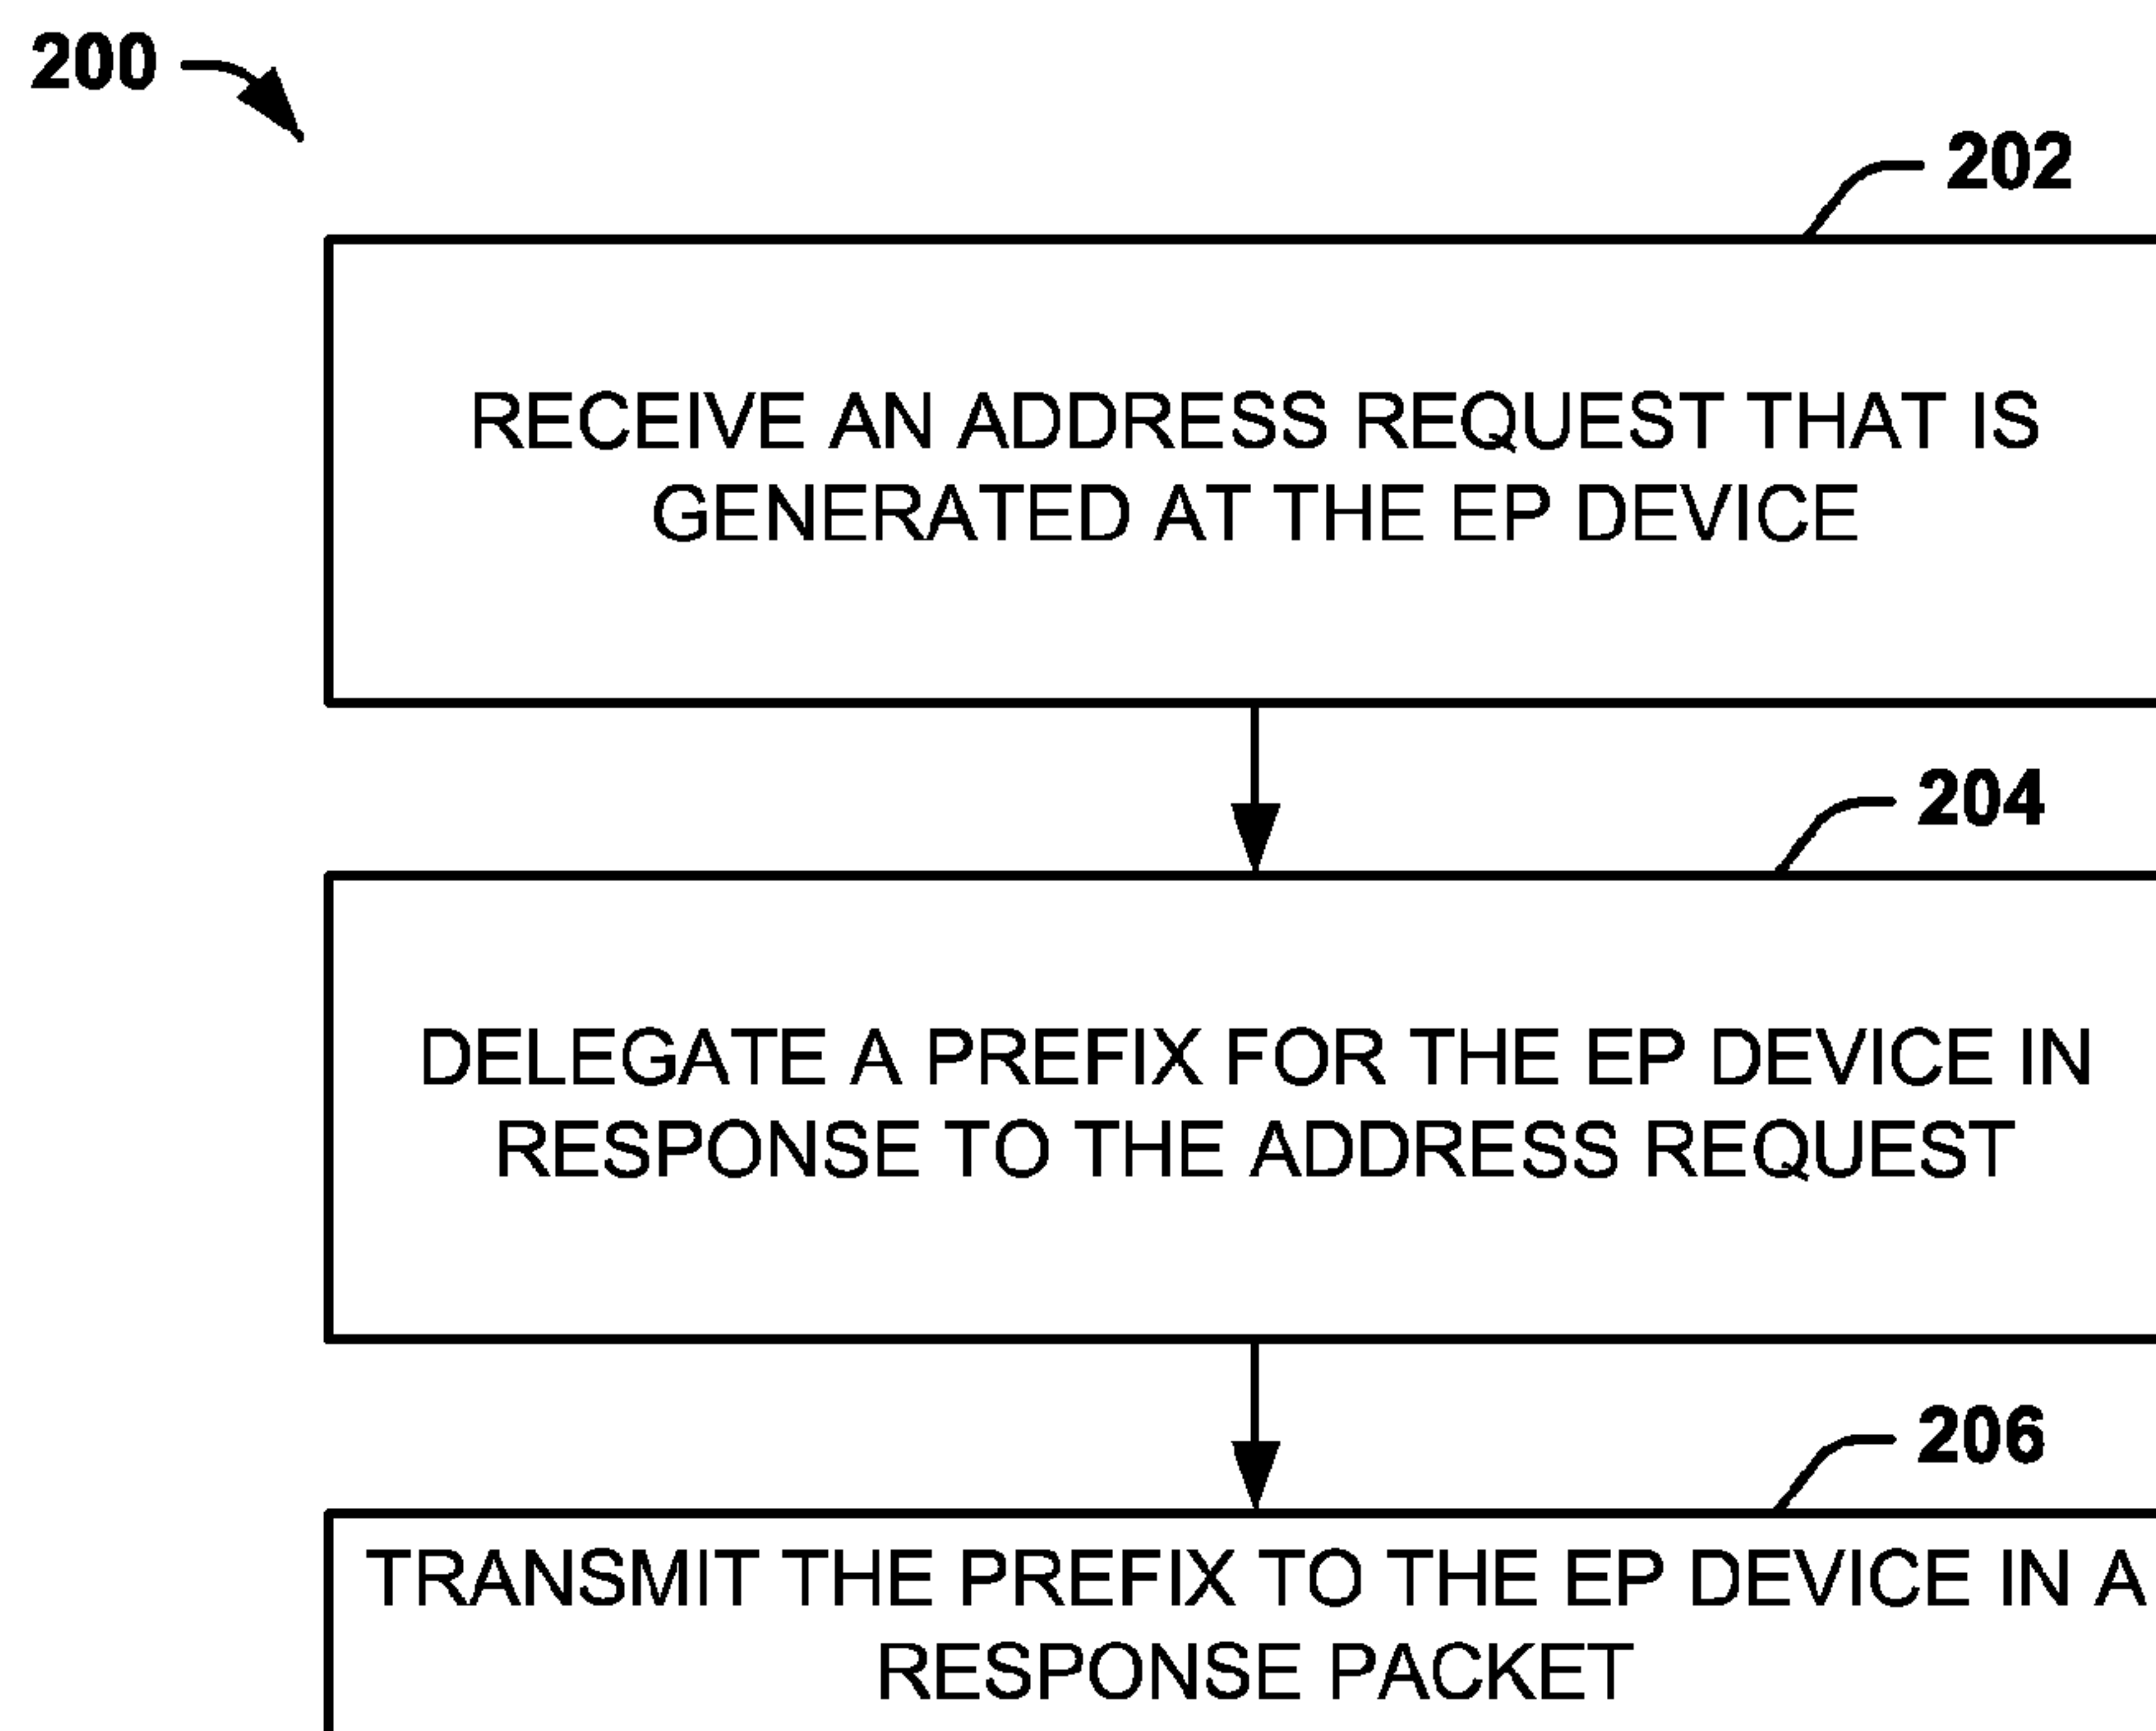 200
202
RECEIVE AN ADDRESS REQUEST THAT IS
GENERATED AT THE EP DEVICE
204
DELEGATE A PREFIX FOR THE EP DEVICE IN
RESPONSE TO THE ADDRESS REQUEST
206
TRANSMIT THE PREFIX TO THE EP DEVICE IN A
RESPONSE PACKET